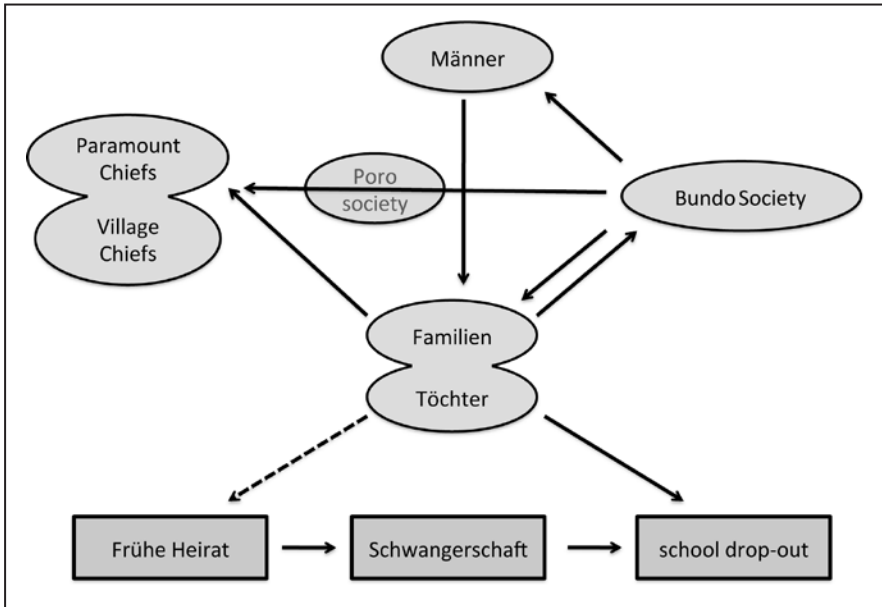 Männer
Paramount
Chiefs
Poro
society
Bundo Society
Village
Chiefs
Familien
Töchter
Frühe Heirat
Schwangerschaft
school drop-out